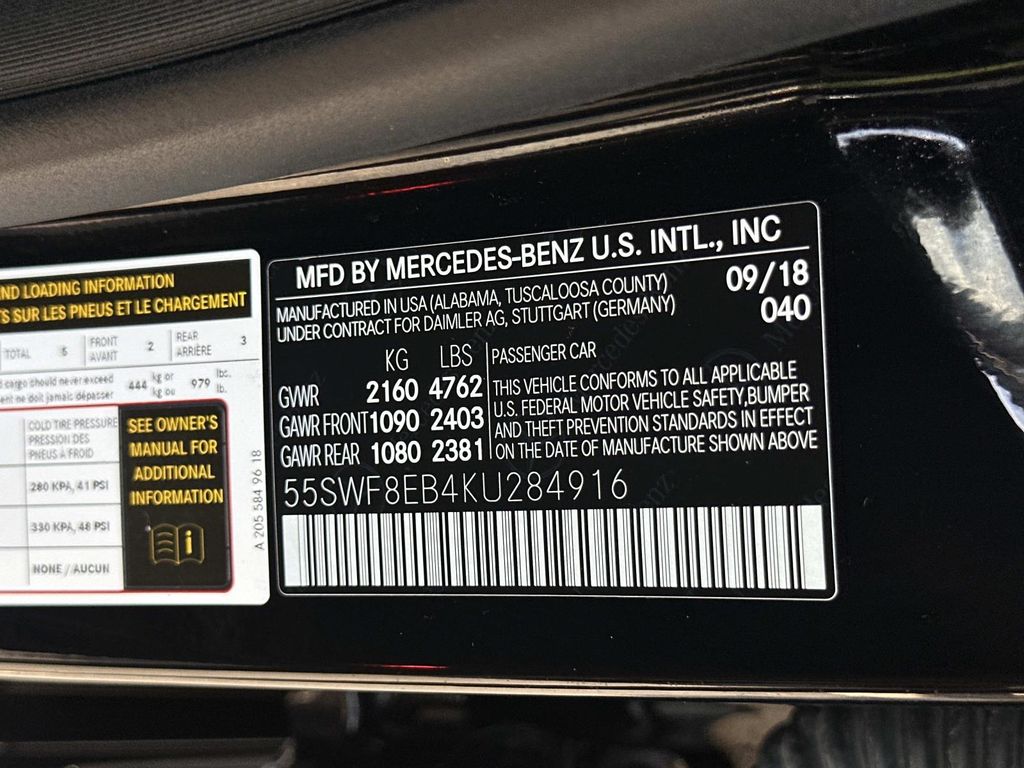 ND LOADING INFORMATION
TS SUR LES PNEUS ET LE CHARGEMENT
TOTAL 5 FRONT AVANT 2 REAR ARRIÈRE 3
d cargo should never exceed 444 kg or 979 lbs.
ent ne doit jamais dépasser kg ou lb.
COLD TIRE PRESSURE
PRESSION DES
PNEUS À FROID
280 KPA, 41 PSI
330 KPA, 48 PSI
NONE / AUCUN
SEE OWNER'S
MANUAL FOR
ADDITIONAL
INFORMATION
i
A 205 584 96 18
MFD BY MERCEDES-BENZ U.S. INTL., INC
MANUFACTURED IN USA (ALABAMA, TUSCALOOSA COUNTY)
UNDER CONTRACT FOR DAIMLER AG, STUTTGART (GERMANY)
09/18
040
KG LBS
GVWR 2160 4762
GAWR FRONT 1090 2403
GAWR REAR 1080 2381
PASSENGER CAR
THIS VEHICLE CONFORMS TO ALL APPLICABLE
U.S. FEDERAL MOTOR VEHICLE SAFETY,BUMPER
AND THEFT PREVENTION STANDARDS IN EFFECT
ON THE DATE OF MANUFACTURE SHOWN ABOVE
55SWF8EB4KU284916